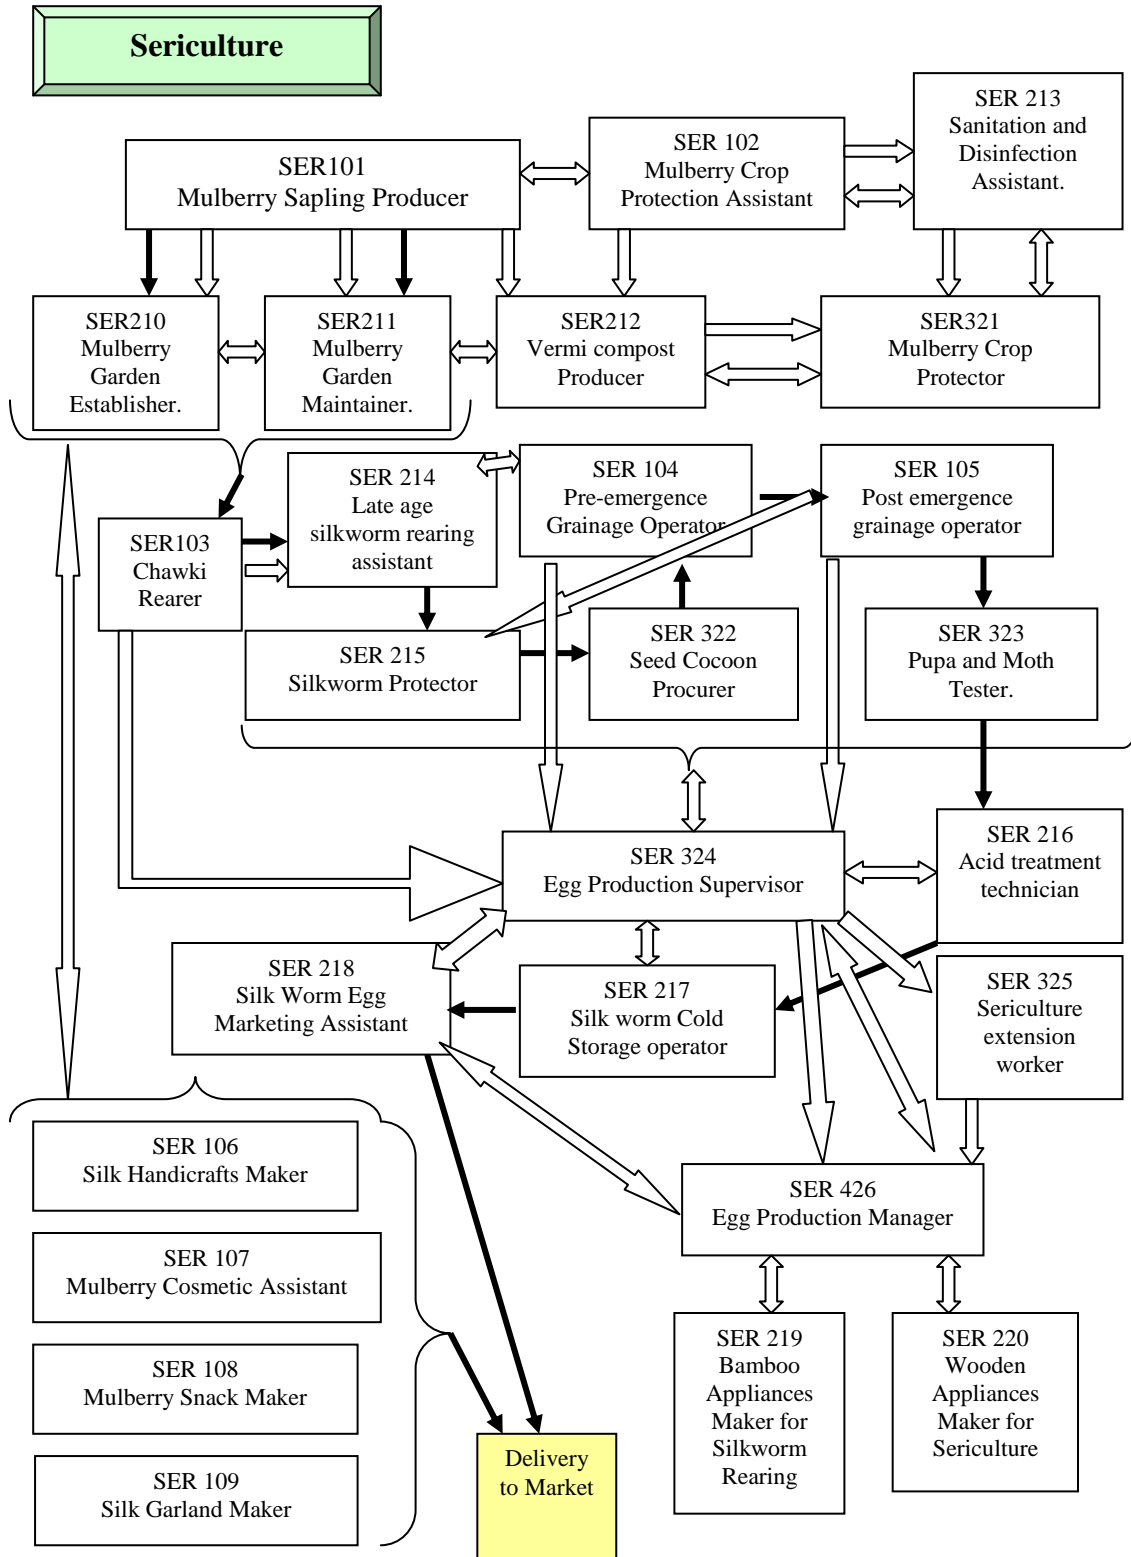 Sericulture
SER 213
Sanitation and
Disinfection
Assistant.
SER 102
Mulberry Crop
Protection Assistant
SER101
Mulberry Sapling Producer
SER210
Mulberry
Garden
Establisher.
SER211
Mulberry
Garden
Maintainer.
SER212
Vermi compost
Producer
SER321
Mulberry Crop
Protector
SER 214
Late age
silkworm rearing
assistant
SER 104
Pre-emergence
Grainage Operator
SER 105
Post emergence
grainage operator
SER103
Chawki
Rearer
SER 215
Silkworm Protector
SER 322
Seed Cocoon
Procurer
SER 323
Pupa and Moth
Tester.
SER 324
Egg Production Supervisor
SER 216
Acid treatment
technician
SER 218
Silk Worm Egg
Marketing Assistant
SER 217
Silk worm Cold
Storage operator
SER 325
Sericulture
extension
worker
SER 106
Silk Handicrafts Maker
SER 426
Egg Production Manager
SER 107
Mulberry Cosmetic Assistant
SER 108
Mulberry Snack Maker
SER 109
Silk Garland Maker
Delivery
to Market
SER 219
Bamboo
Appliances
Maker for
Silkworm
Rearing
SER 220
Wooden
Appliances
Maker for
Sericulture